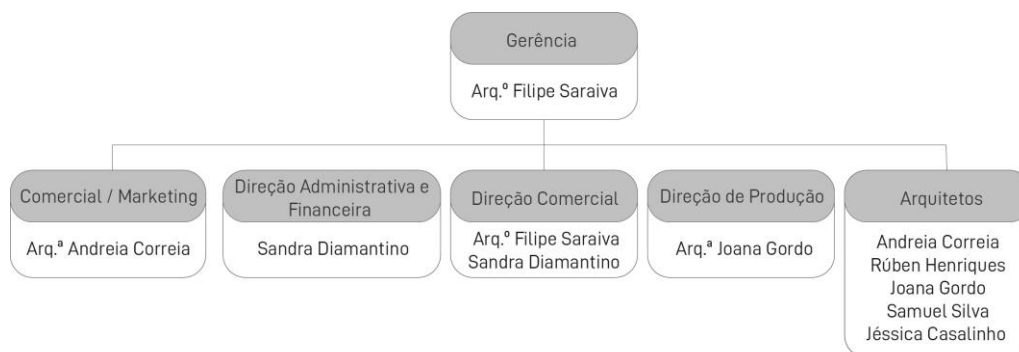 Gerência
Arq.º Filipe Saraiva
Comercial / Marketing
Arq.ª Andreia Correia
Direção Administrativa e
Financeira
Sandra Diamantino
Direção Comercial
Arq.º Filipe Saraiva
Sandra Diamantino
Direção de Produção
Arq.ª Joana Gordo
Arquitetos
Andreia Correia
Rúben Henriques
Joana Gordo
Samuel Silva
Jéssica Casalinho